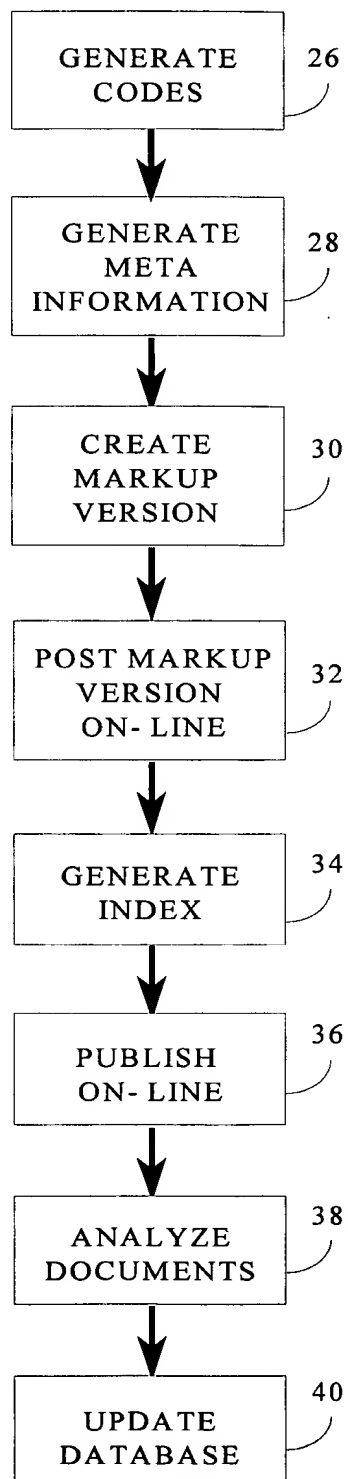 GENERATE
CODES
26
GENERATE
META
INFORMATION
28
CREATE
MARKUP
VERSION
30
POST MARKUP
VERSION
ON- LINE
32
GENERATE
INDEX
34
PUBLISH
ON- LINE
36
ANALYZE
DOCUMENTS
38
UPDATE
DATABASE
40